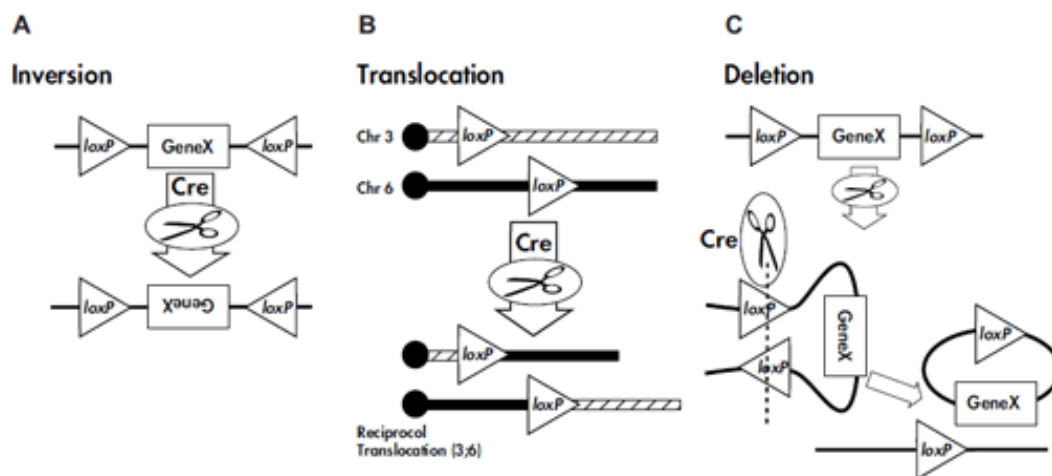 A
Inversion
loxP GeneX loxP
Cre
loxP GeneX loxP
B
Translocation
Chr 3 loxP
Chr 6 loxP
Cre
loxP
loxP
Reciprocol
Translocation (3;6)
C
Deletion
loxP GeneX loxP
Cre
loxP
GeneX
loxP
loxP
GeneX
loxP